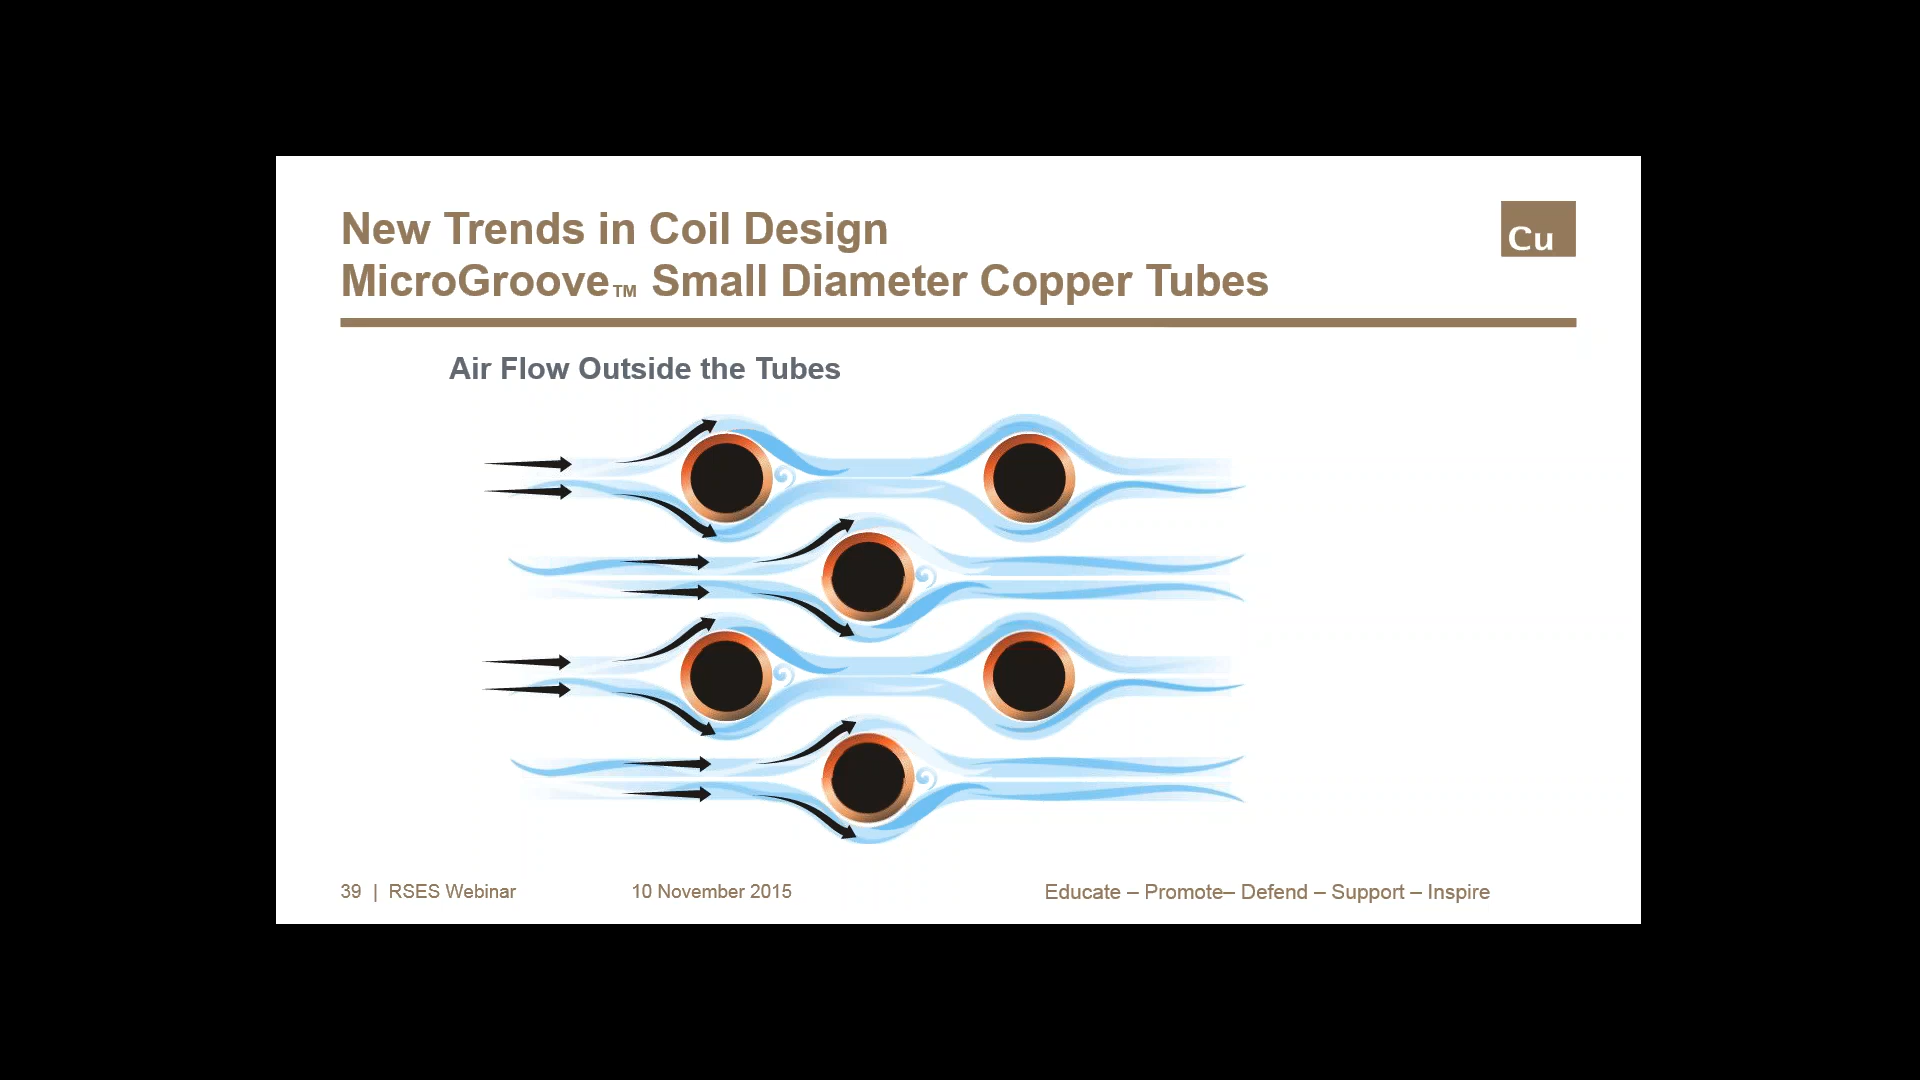 New Trends in Coil Design
MicroGroove™ Small Diameter Copper Tubes
Cu
Air Flow Outside the Tubes
39 | RSES Webinar 10 November 2015 Educate – Promote– Defend – Support – Inspire